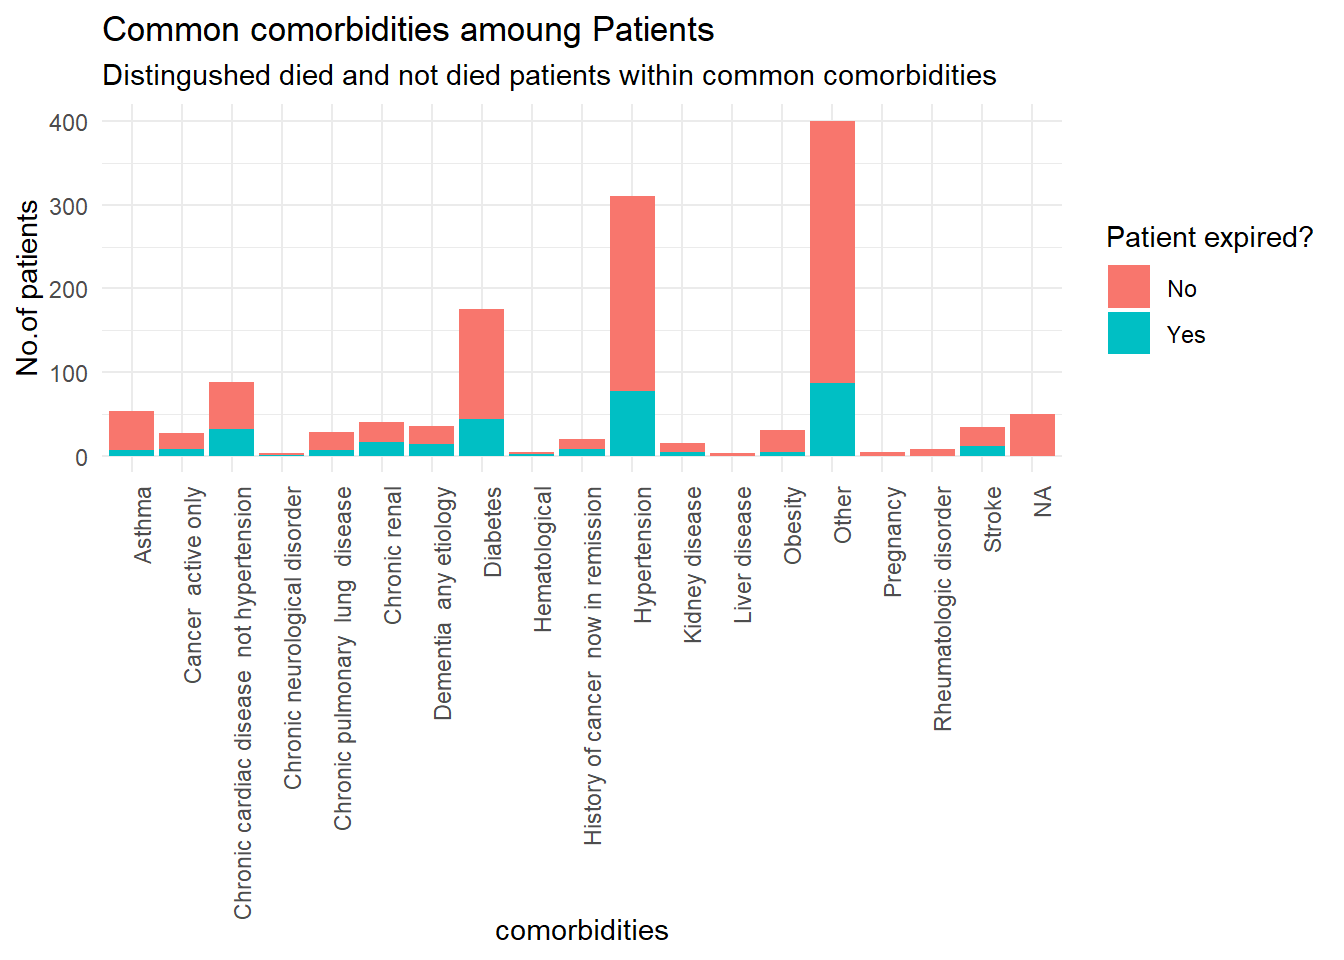 Common comorbidities amoung Patients
Distingushed died and not died patients within common comorbidities
No.of patients
400
300
200
100
0
Asthma
Cancer  active only
Chronic cardiac disease  not hypertension
Chronic neurological disorder
Chronic pulmonary  lung  disease
Chronic renal
Dementia  any etiology
Diabetes
Hematological
History of cancer  now in remission
Hypertension
Kidney disease
Liver disease
Obesity
Other
Pregnancy
Rheumatologic disorder
Stroke
NA
comorbidities
Patient expired?
No
Yes